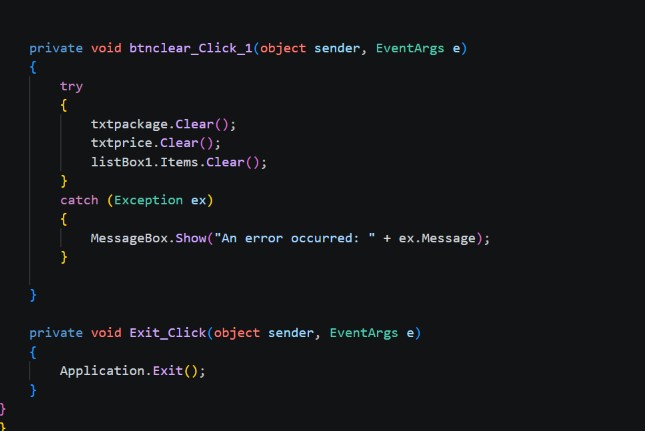 private void btnclear_Click_1(object sender, EventArgs e)
{
try
{
txtpackage.Clear();
txtprice.Clear();
listBox1.Items.Clear();
}
catch (Exception ex)
{
MessageBox.Show("An error occurred: " + ex.Message);
}
}
private void Exit_Click(object sender, EventArgs e)
{
Application.Exit();
}
}
}